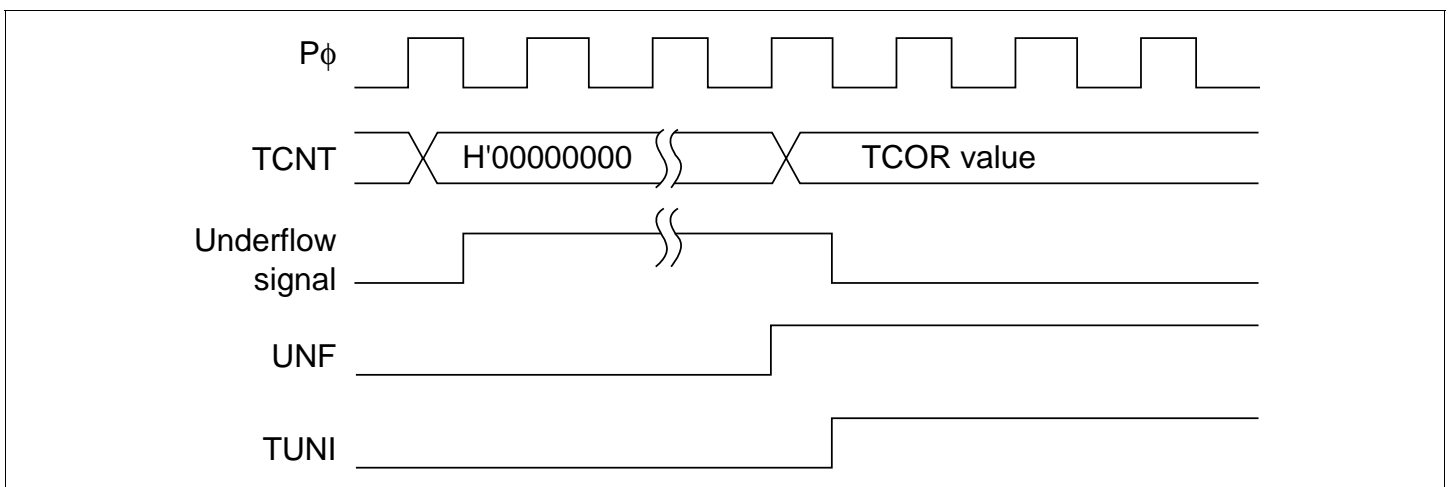 Pϕ
TCNT
H'00000000
TCOR value
Underflow
signal
UNF
TUNI